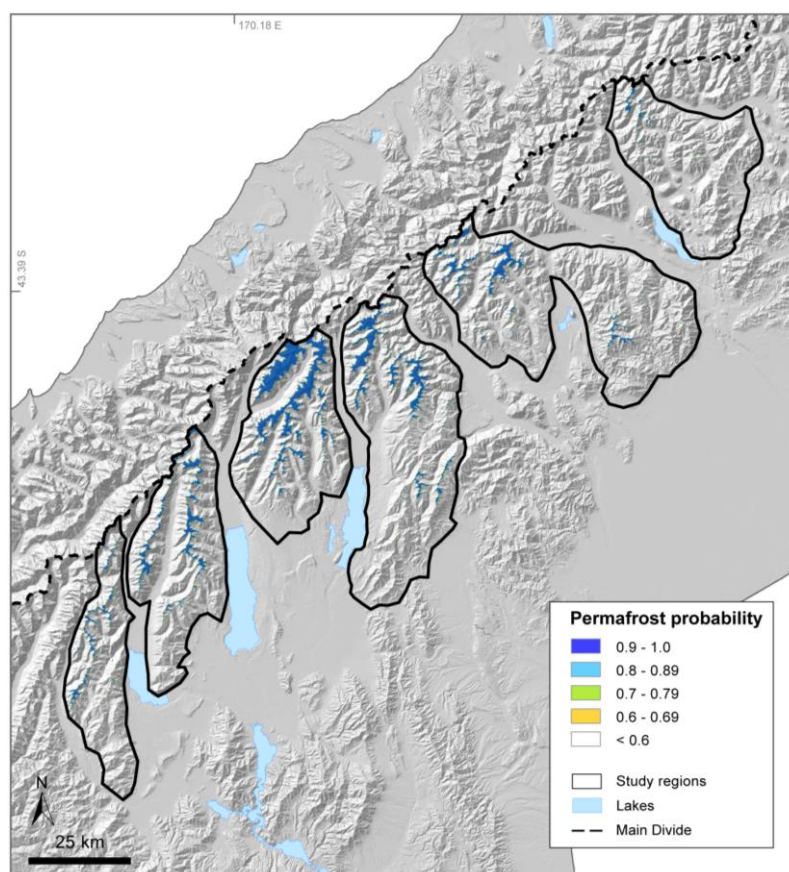 170.18 E
43.39 S
Permafrost probability
0.9 - 1.0
0.8 - 0.89
0.7 - 0.79
0.6 - 0.69
< 0.6
Study regions
Lakes
Main Divide
N
25 km